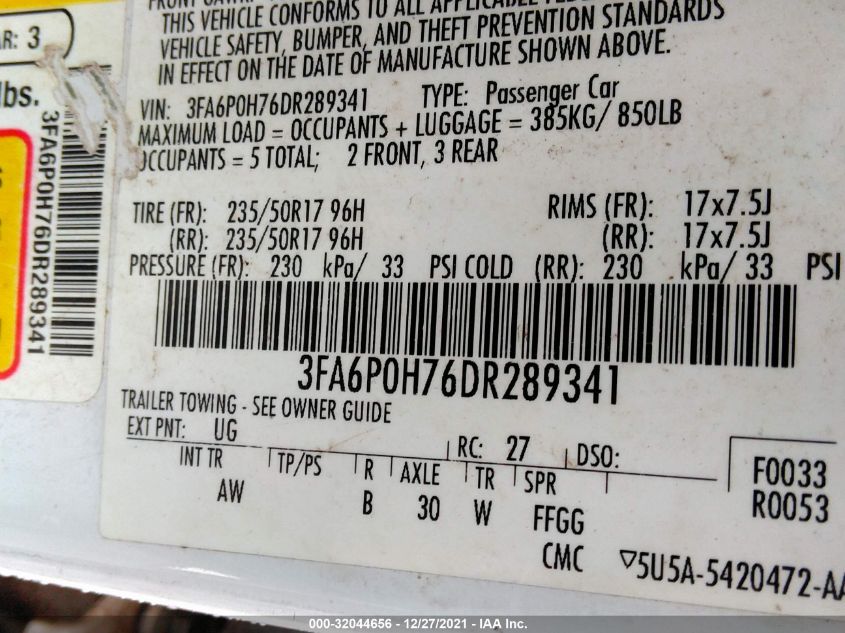 THIS VEHICLE CONFORMS TO ALL APPLICABLE
VEHICLE SAFETY, BUMPER, AND THEFT PREVENTION STANDARDS
IN EFFECT ON THE DATE OF MANUFACTURE SHOWN ABOVE.
VIN: 3FA6P0H76DR289341 TYPE: Passenger Car
MAXIMUM LOAD = OCCUPANTS + LUGGAGE = 385KG/ 850LB
OCCUPANTS = 5 TOTAL; 2 FRONT, 3 REAR
TIRE (FR): 235/50R17 96H RIMS (FR): 17x7.5J
(RR): 235/50R17 96H (RR): 17x7.5J
PRESSURE (FR): 230 kPa/ 33 PSI COLD (RR): 230 kPa/ 33 PSI
3FA6P0H76DR289341
TRAILER TOWING - SEE OWNER GUIDE
EXT PNT: UG RC: 27 DSO:
INT TR TP/PS R AXLE TR SPR F0033
AW B 30 W FFGG R0053
CMC ▽5U5A-5420472-AA
AR: 3
lbs.
3FA6P0H76DR289341
000-32044656 - 12/27/2021 - IAA Inc.